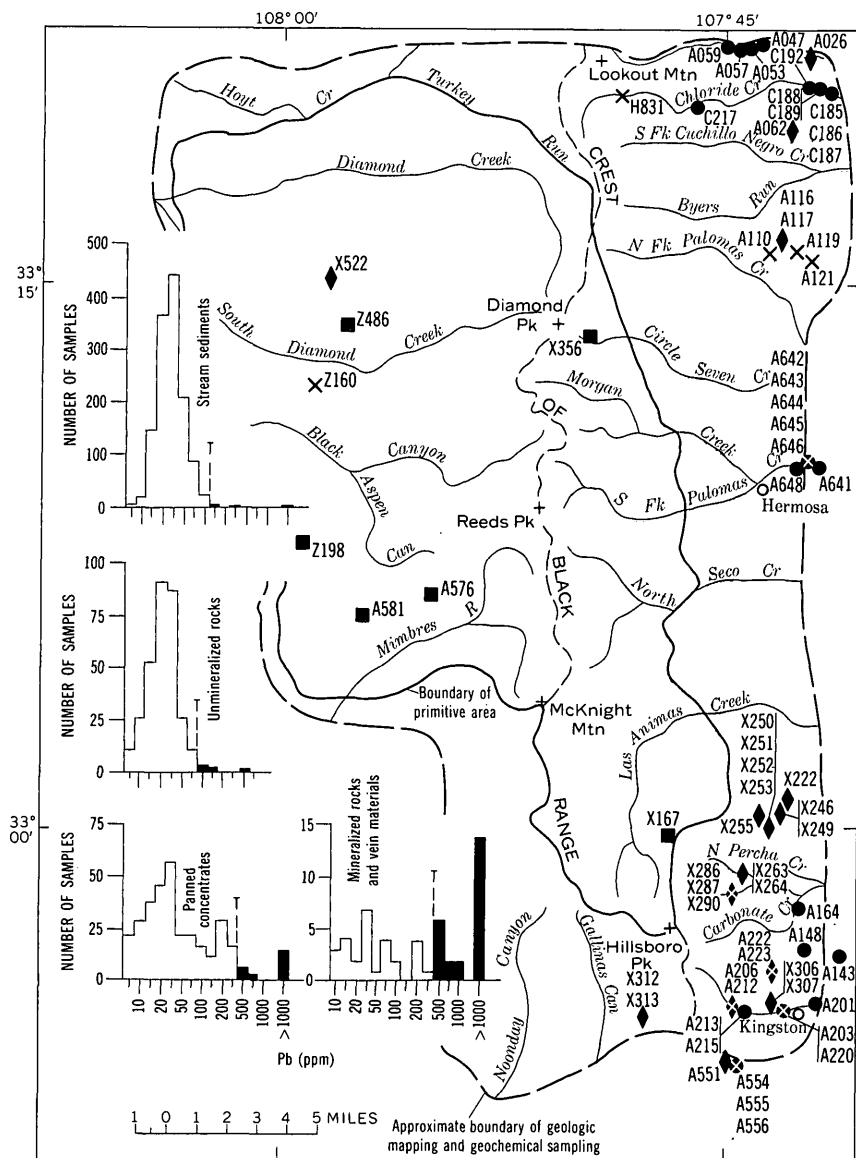 108° 00'
107° 45'
A047
A026
A059
C192
A057
A053
Lookout Mtn
Hoyt Cr
Turkey Run
Chloride Cr
H831
C217
C188
C189
C185
C186
C187
A062
S Fk Cuchillo Negro Cr
Diamond Creek
CREST
Byers Run
A116
A117
A110
A119
A121
N Fk Palomas Cr
33° 15'
X522
Z486
Diamond Pk
X356
South Diamond Creek
Circle Seven Cr
Z160
Morgan Creek
A642
A643
A644
A645
A646
A648
A641
OF
Black Canyon
Aspen Can
S Fk Palomas Cr
Hermosa
Reeds Pk
Z198
A576
A581
BLACK
North Seco Cr
Mimbres R
Boundary of
primitive area
McKnight
Mtn
Las Animas Creek
X250
X251
X252
X253
X222
X246
X249
X255
33° 00'
X167
RANGE
N Percha Cr
X286
X287
X290
X263
X264
Carbonate Cr
A164
Hillsboro
Pk
A148
A143
A222
A223
A206
A212
X306
X307
X312
X313
A201
Kingston
A213
A215
A203
A220
A551
A554
A555
A556
Noonday Canyon
Gallinas Can
Approximate boundary of geologic
mapping and geochemical sampling
NUMBER OF SAMPLES
500
400
300
200
100
0
Stream sediments
T
NUMBER OF SAMPLES
100
75
50
25
0
Unmineralized rocks
T
NUMBER OF SAMPLES
75
50
25
0
Panned
concentrates
T
15
10
5
0
Mineralized rocks
and vein materials
T
10 20 50 100 200 500 1000 >1000
10 20 50 100 200 500 1000 >1000
Pb (ppm)
1 0 1 2 3 4 5 MILES